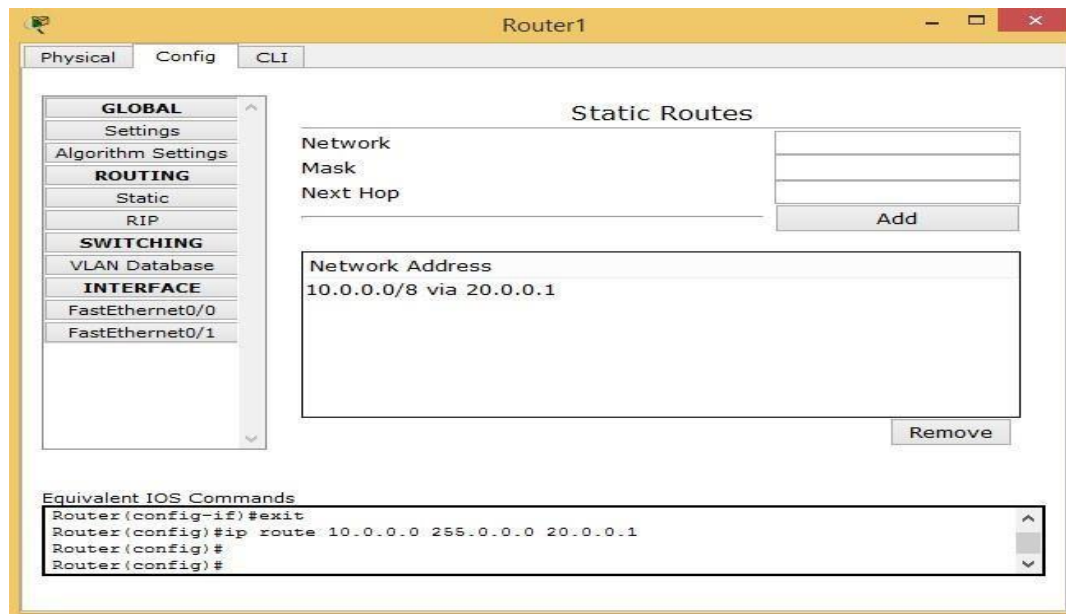 Router1
Physical Config CLI
GLOBAL
Settings
Algorithm Settings
ROUTING
Static
RIP
SWITCHING
VLAN Database
INTERFACE
FastEthernet0/0
FastEthernet0/1
Static Routes
Network
Mask
Next Hop
Add
Network Address
10.0.0.0/8 via 20.0.0.1
Remove
Equivalent IOS Commands
Router(config-if)#exit
Router(config)#ip route 10.0.0.0 255.0.0.0 20.0.0.1
Router(config)#
Router(config)#